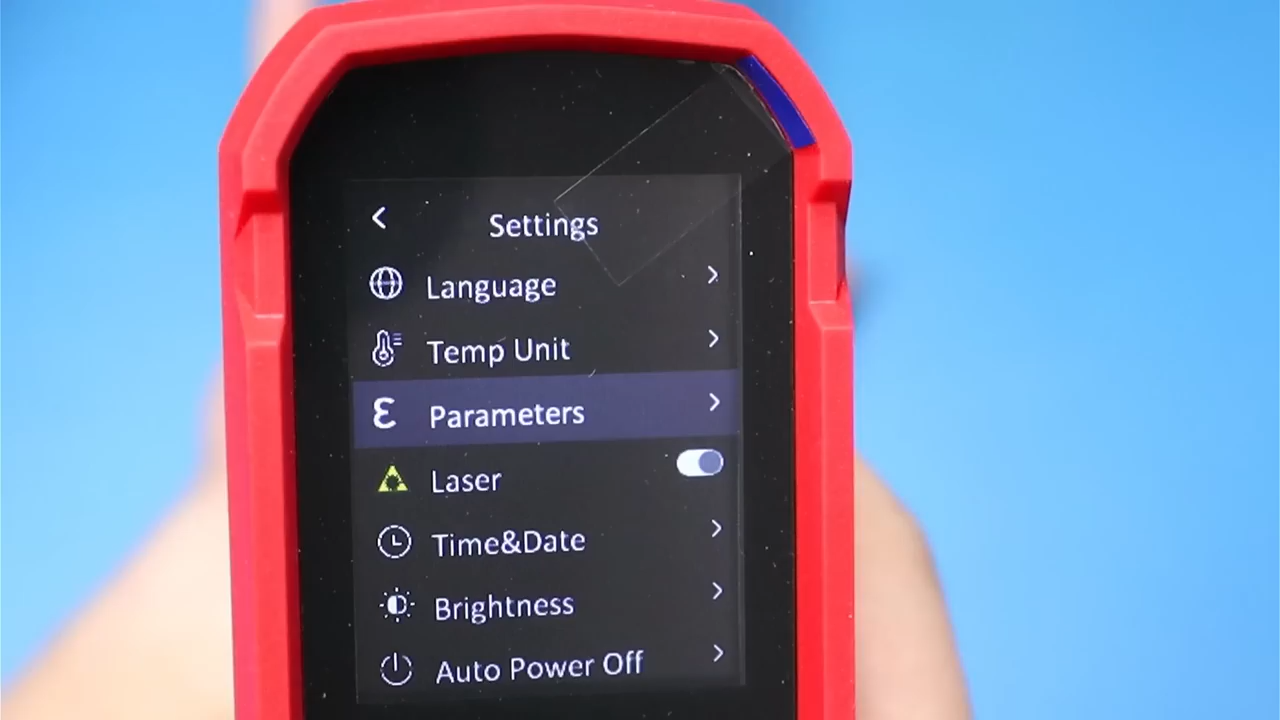 Settings
Language
Temp Unit
ε Parameters
Laser
Time&Date
Brightness
Auto Power Off